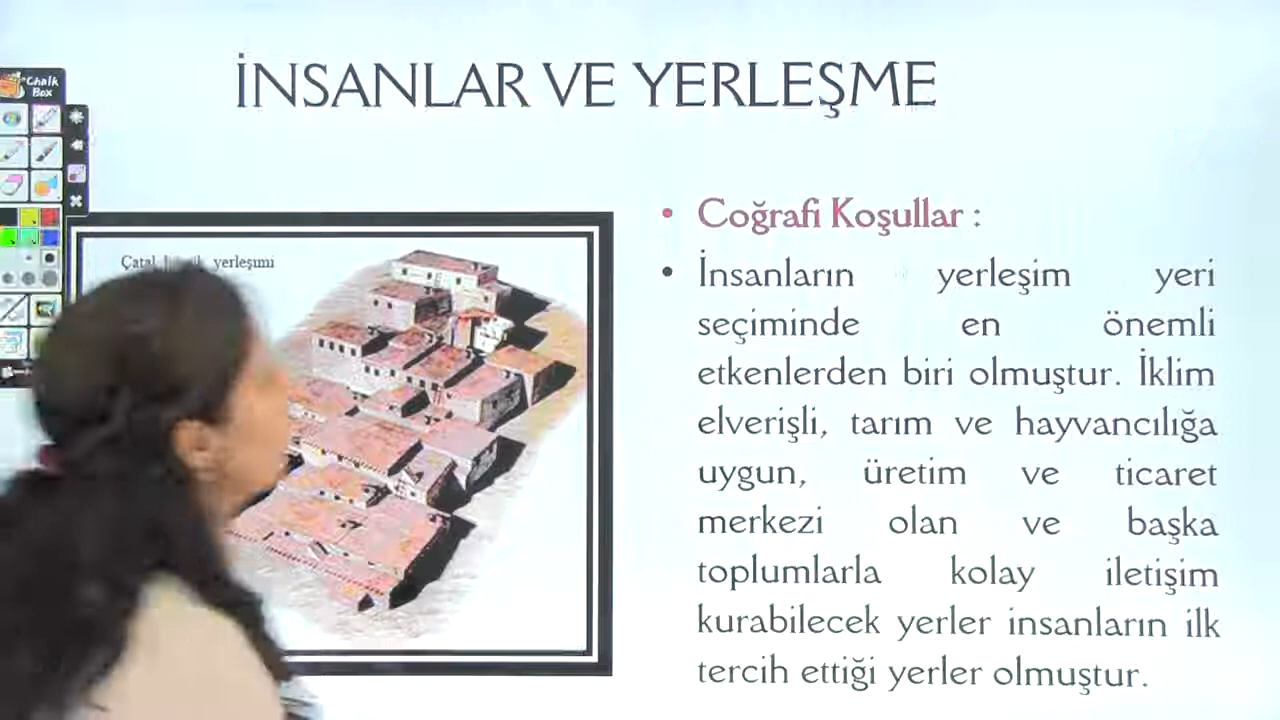 Chalk
Box
İNSANLAR VE YERLEŞME
Çatal yerleşimi
• Coğrafi Koşullar :
• İnsanların yerleşim yeri
seçiminde en önemli
etkenlerden biri olmuştur. İklim
elverişli, tarım ve hayvancılığa
uygun, üretim ve ticaret
merkezi olan ve başka
toplumlarla kolay iletişim
kurabilecek yerler insanların ilk
tercih ettiği yerler olmuştur.